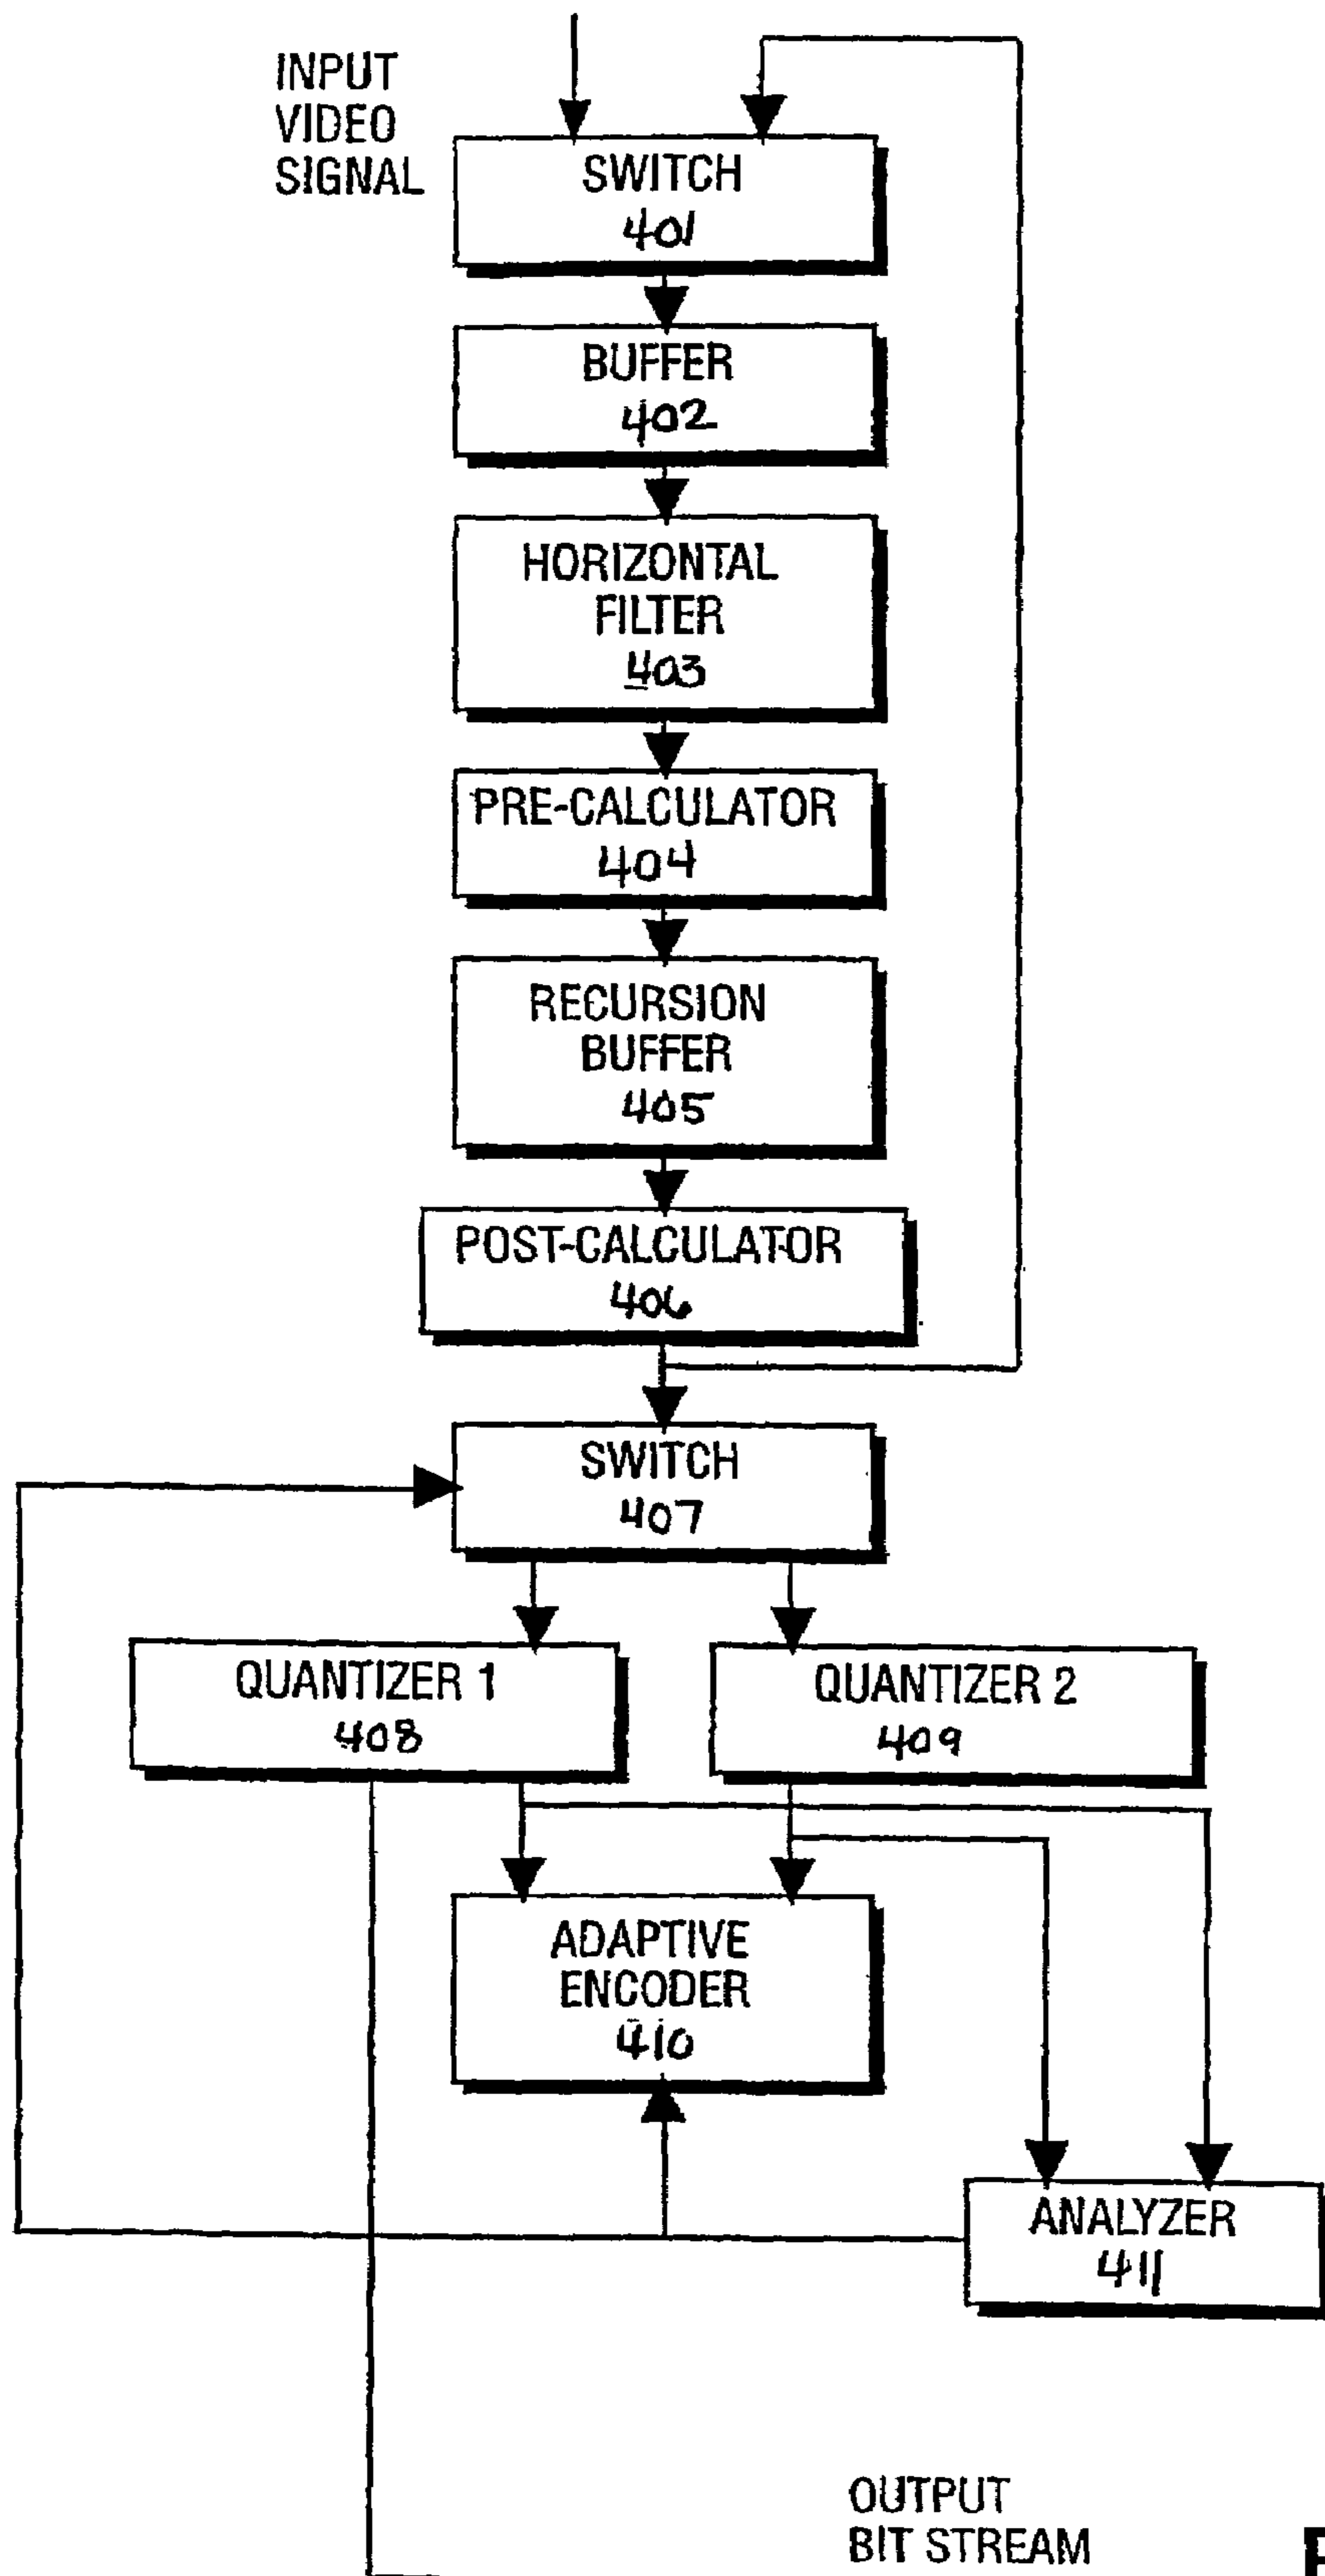 INPUT
VIDEO
SIGNAL
SWITCH
401
BUFFER
402
HORIZONTAL
FILTER
403
PRE-CALCULATOR
404
RECURSION
BUFFER
405
POST-CALCULATOR
406
SWITCH
407
QUANTIZER 1
408
QUANTIZER 2
409
ADAPTIVE
ENCODER
410
ANALYZER
411
OUTPUT
BIT STREAM